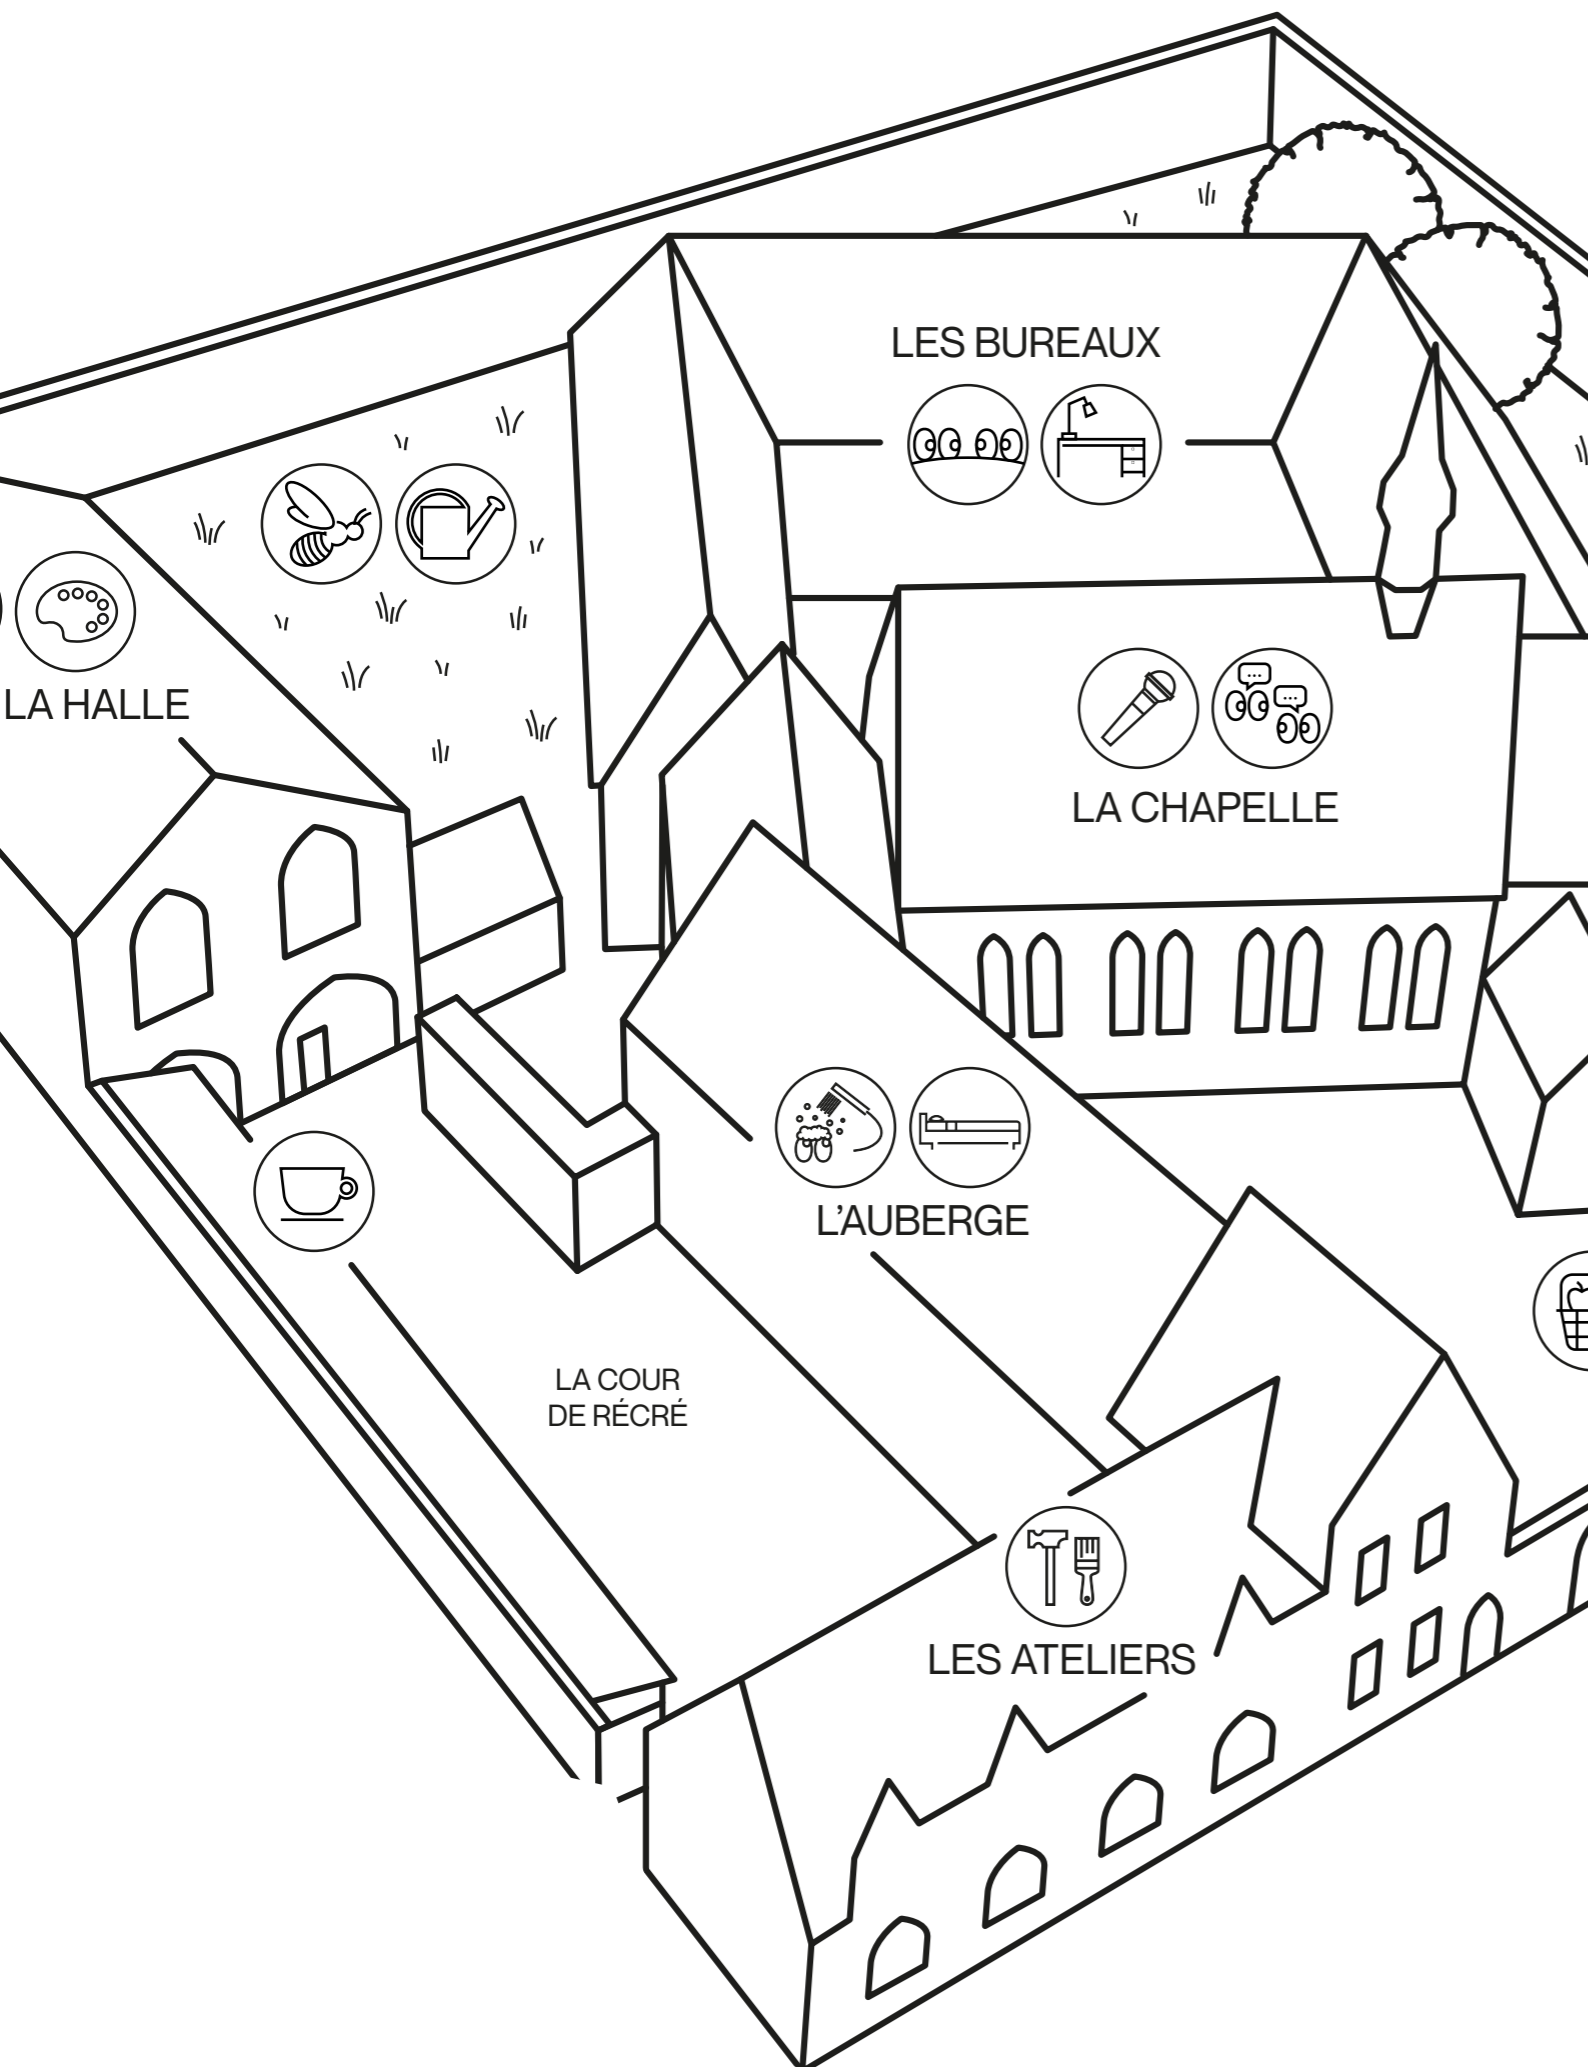 LES BUREAUX
LA HALLE
LA CHAPELLE
L'AUBERGE
LA COUR
DE RÉCRÉ
LES ATELIERS